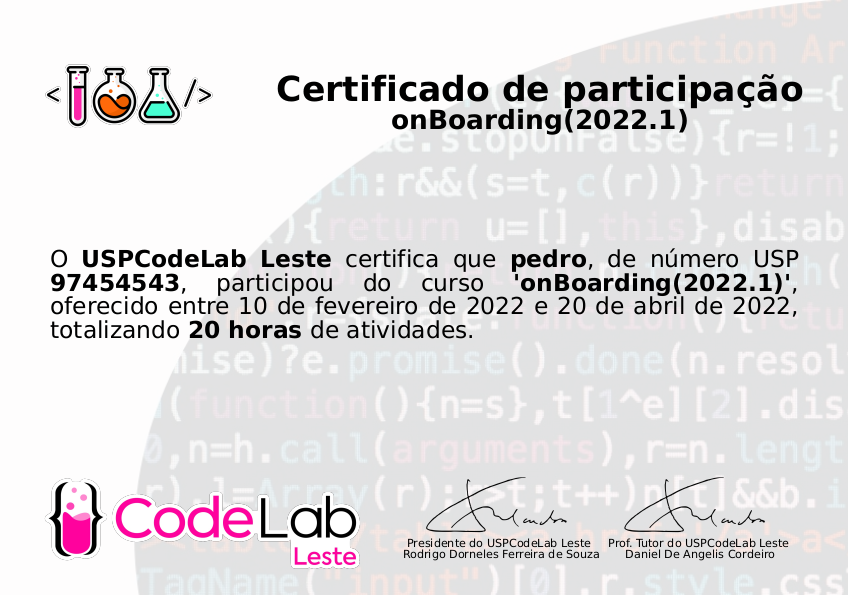 Certificado de participação
onBoarding(2022.1)
O USPCodeLab Leste certifica que pedro, de número USP
97454543, participou do curso 'onBoarding(2022.1)',
oferecido entre 10 de fevereiro de 2022 e 20 de abril de 2022,
totalizando 20 horas de atividades.
CodeLab
Leste
Presidente do USPCodeLab Leste
Rodrigo Dorneles Ferreira de Souza
Prof. Tutor do USPCodeLab Leste
Daniel De Angelis Cordeiro